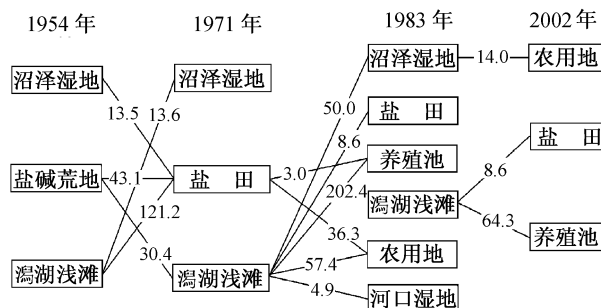 1954 年 1971 年 1983 年 2002 年
沼泽湿地 沼泽湿地 沼泽湿地 14.0 农用地
13.5 13.6 50.0
盐 田 盐 田
8.6
盐碱荒地 43.1 盐 田 3.0 养殖池
202.4 8.6
121.2 潟湖浅滩
36.3 64.3
30.4 养殖池
潟湖浅滩 潟湖浅滩 57.4 农用地
4.9 河口湿地